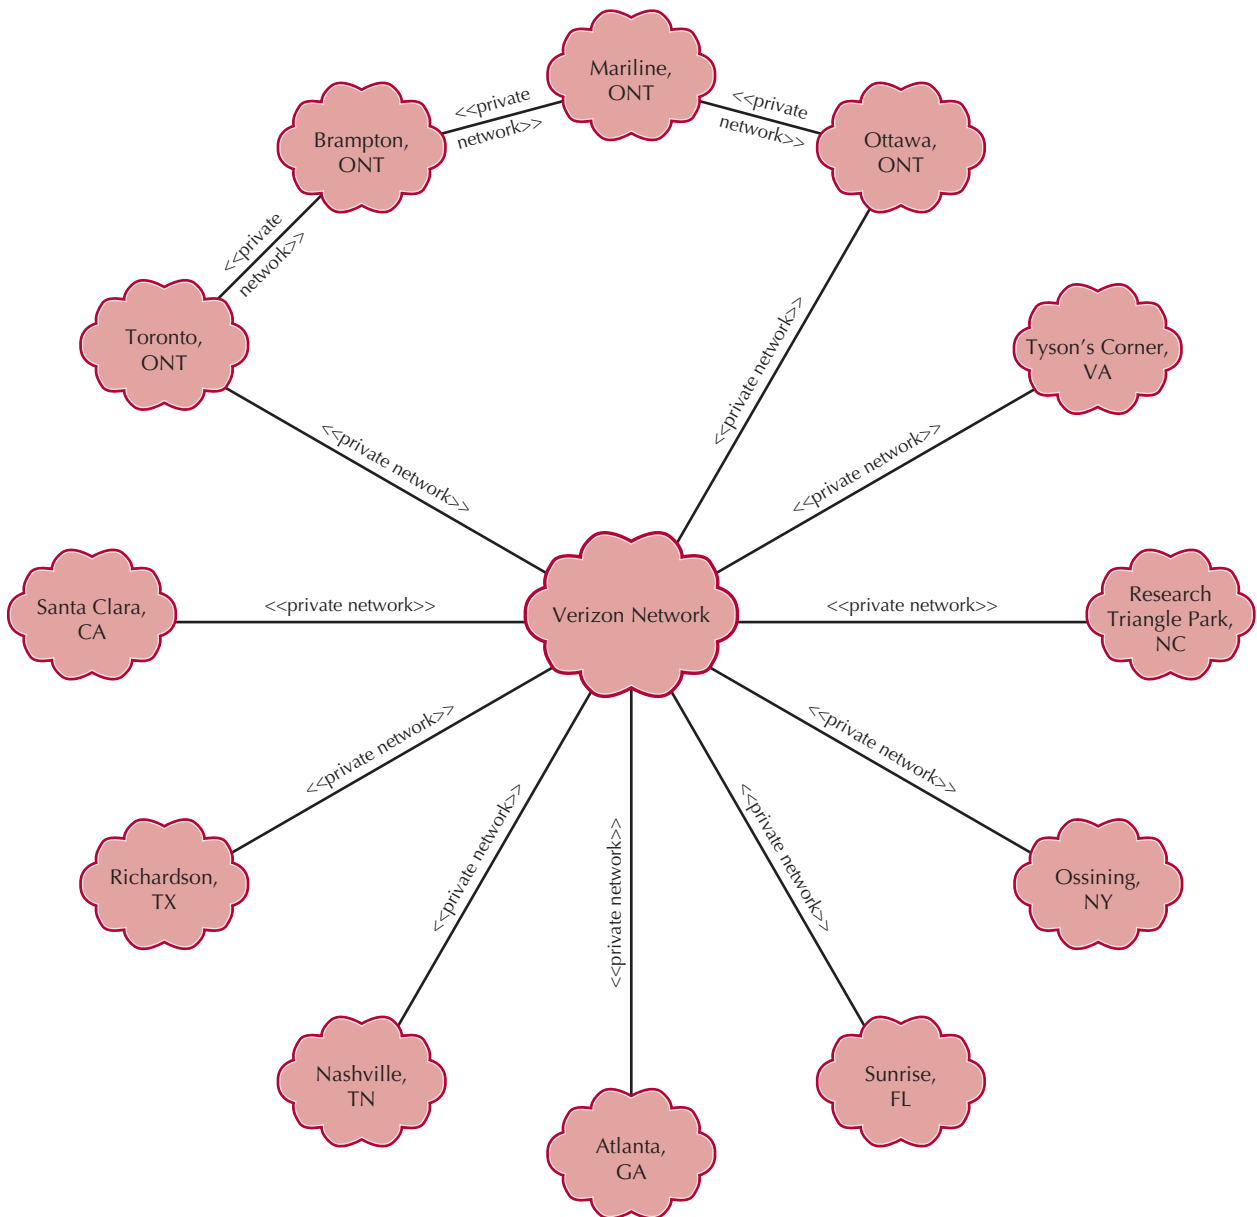 Mariline,
ONT
<<private
network>>
<<private
network>>
Brampton,
ONT
Ottawa,
ONT
<<private
network>>
<<private network>>
Toronto,
ONT
Tyson's Corner,
VA
<<private network>>
<<private network>>
Santa Clara,
CA
<<private network>>
Verizon Network
<<private network>>
Research
Triangle Park,
NC
<<private network>>
<<private network>>
<<private network>>
<<private network>>
<<private network>>
Richardson,
TX
Ossining,
NY
Nashville,
TN
Sunrise,
FL
Atlanta,
GA